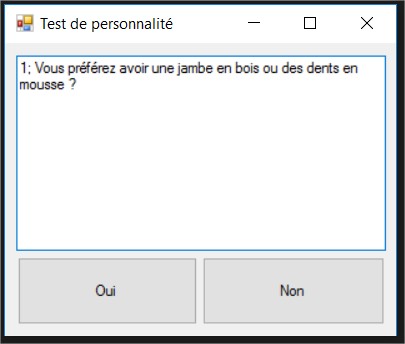 Test de personnalité
1; Vous préférez avoir une jambe en bois ou des dents en
mousse ?
Oui
Non